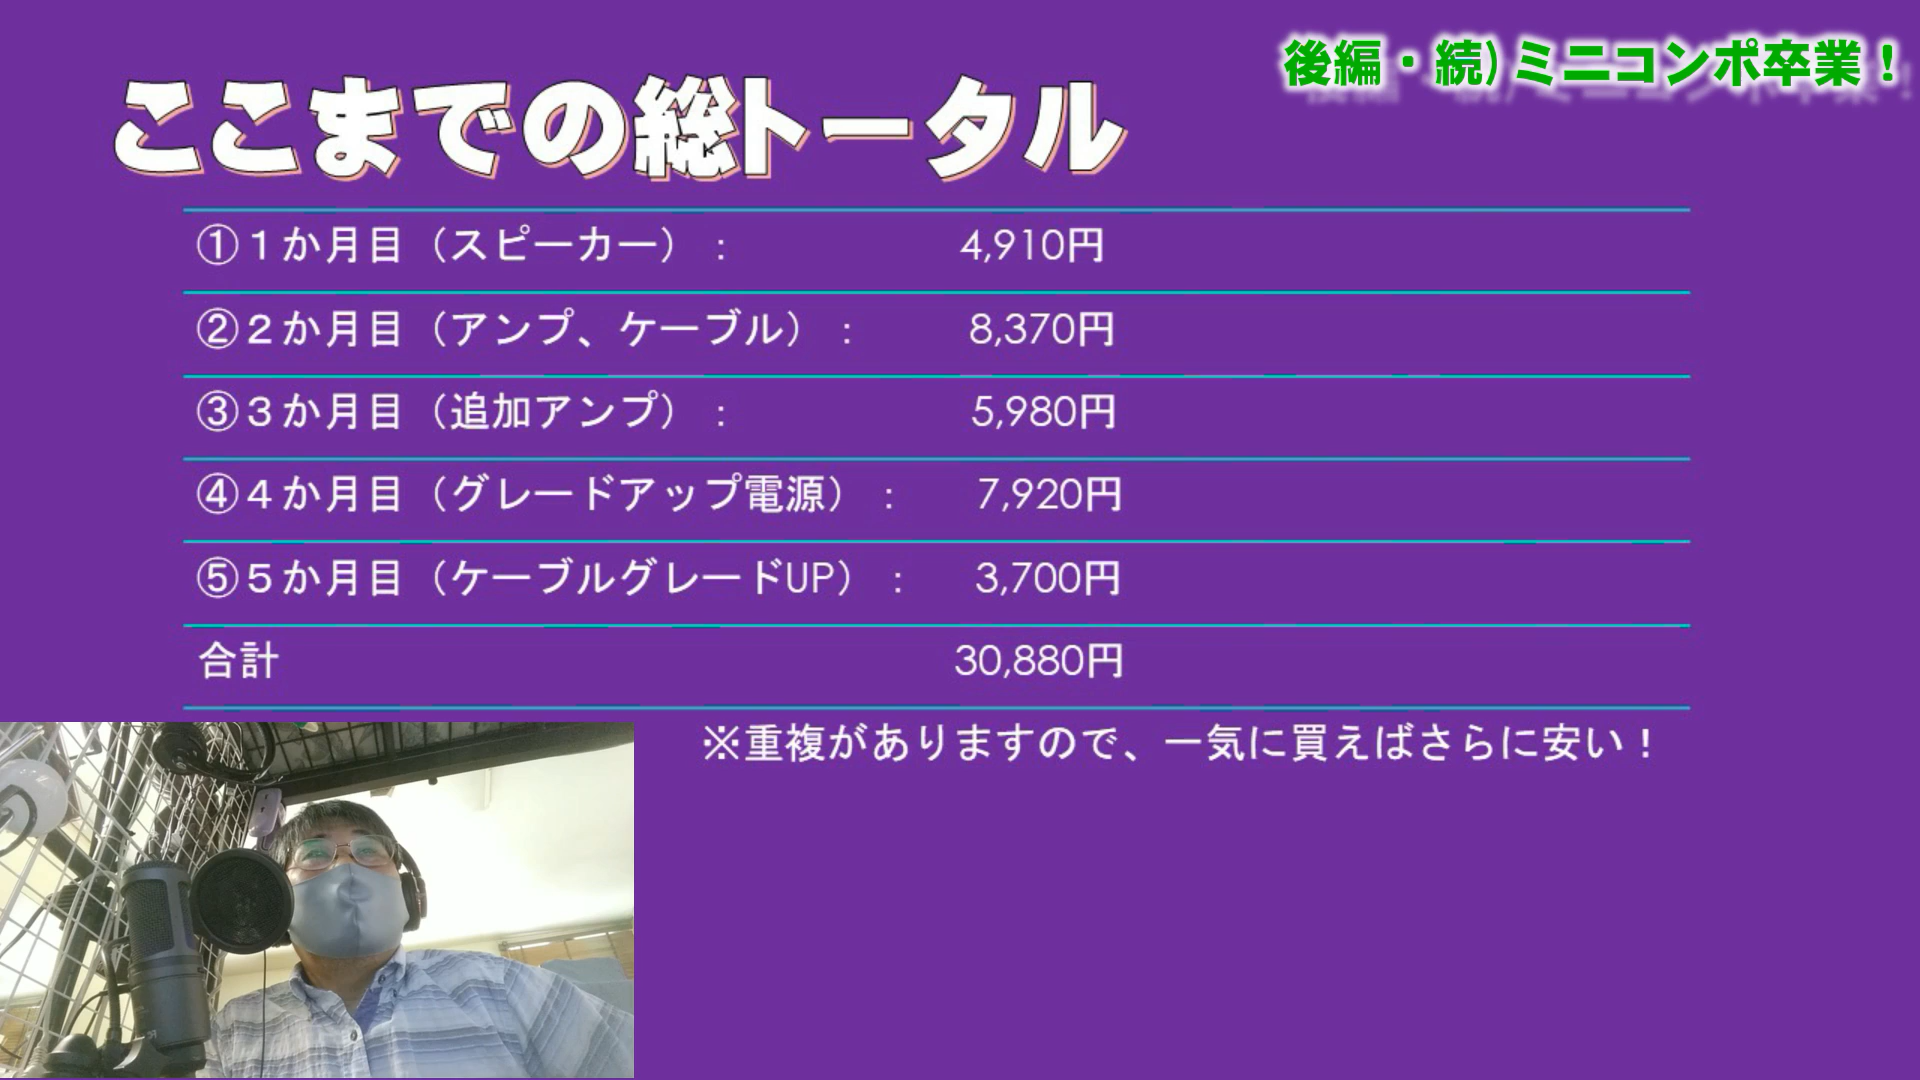 後編・続)ミニコンポ卒業！
ここまでの総トータル
①１か月目（スピーカー）： 4,910円
②２か月目（アンプ、ケーブル）： 8,370円
③３か月目（追加アンプ）： 5,980円
④４か月目（グレードアップ電源）： 7,920円
⑤５か月目（ケーブルグレードUP）： 3,700円
合計 30,880円
※重複がありますので、一気に買えばさらに安い！